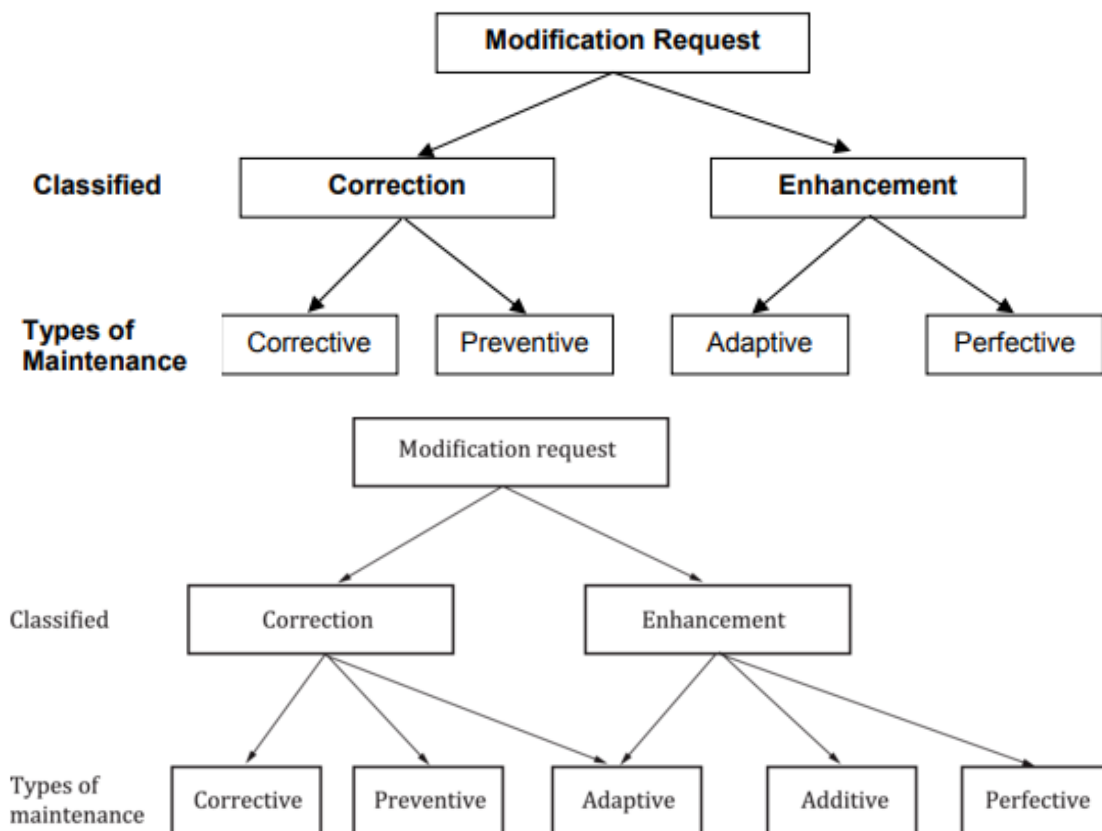 Modification Request
Classified
Correction
Enhancement
Types of
Maintenance
Corrective
Preventive
Adaptive
Perfective
Modification request
Classified
Correction
Enhancement
Types of
maintenance
Corrective
Preventive
Adaptive
Additive
Perfective